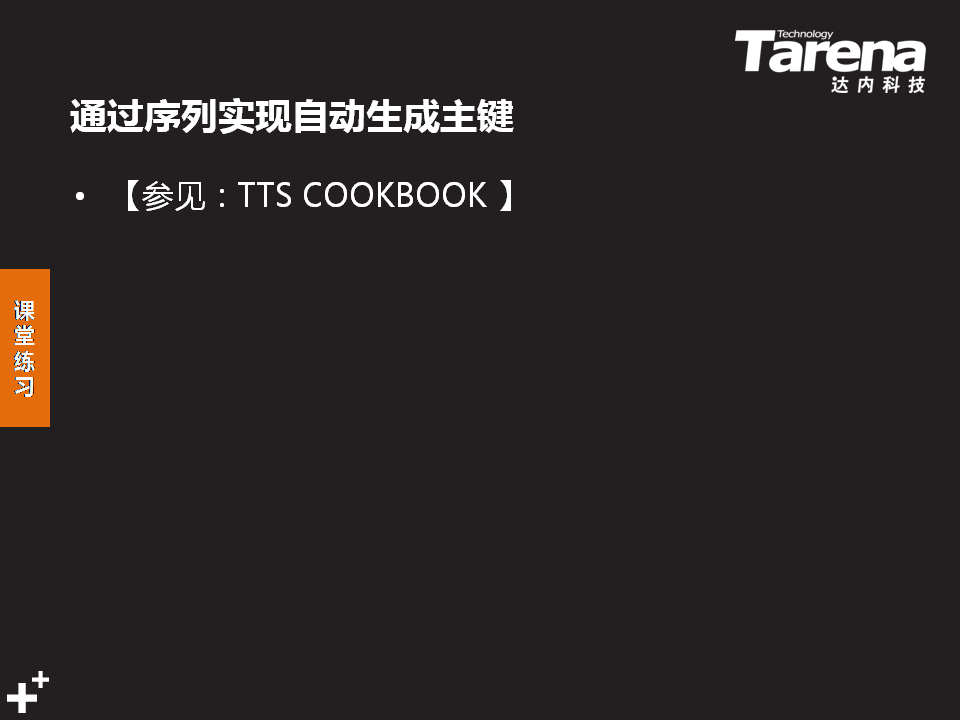 Technology
Tarena
达内科技
通过序列实现自动生成主键
• 【参见：TTS COOKBOOK 】
课
堂
练
习